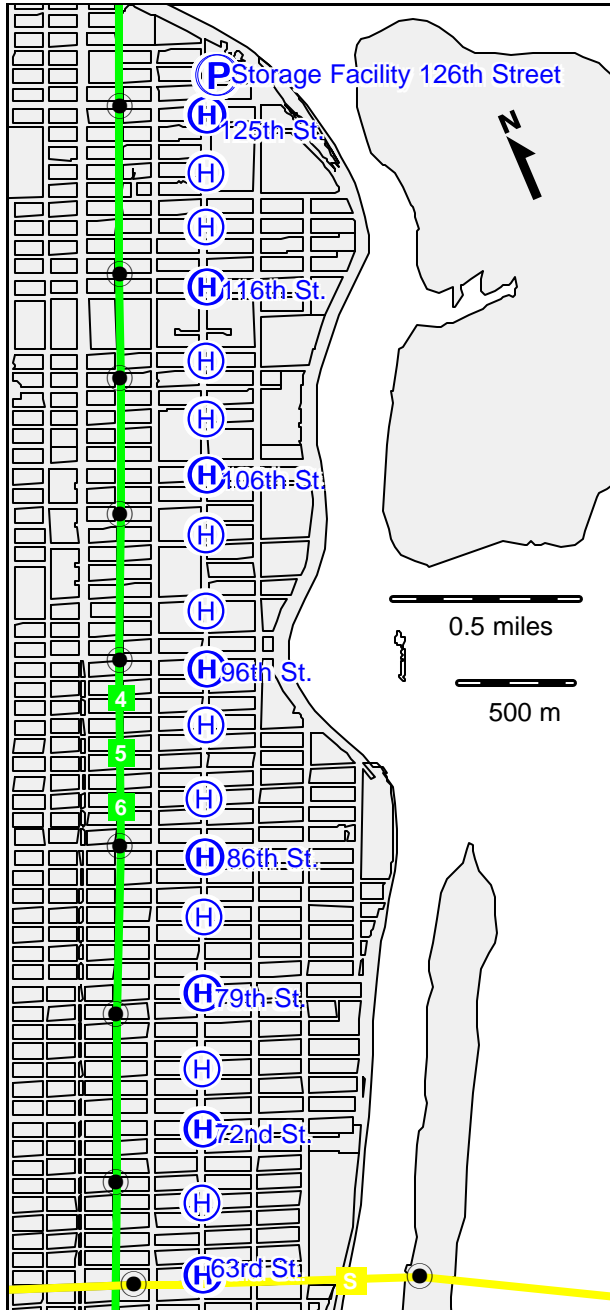 P Storage Facility 126th Street
H 125th St.
N
H
H
H 116th St.
H
H
H 106th St.
H
0.5 miles
H
H 96th St.
4
500 m
H
5
H
6
H 86th St.
H
H 79th St.
H
H 72nd St.
H
H 63rd St.
S